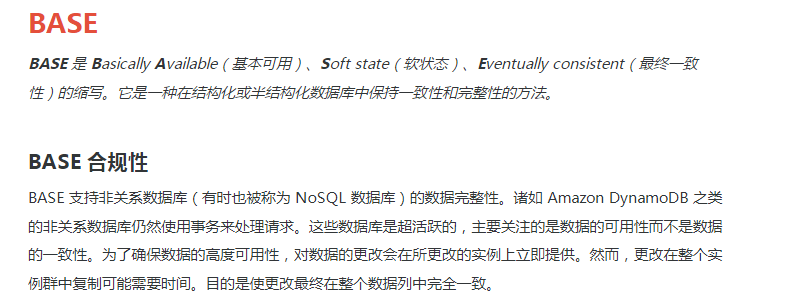 BASE
BASE 是 Basically Available（基本可用）、Soft state（软状态）、Eventually consistent（最终一致
性）的缩写。它是一种在结构化或半结构化数据库中保持一致性和完整性的方法。
BASE 合规性
BASE 支持非关系数据库（有时也被称为 NoSQL 数据库）的数据完整性。诸如 Amazon DynamoDB 之类
的非关系数据库仍然使用事务来处理请求。这些数据库是超活跃的，主要关注的是数据的可用性而不是数据
的一致性。为了确保数据的高度可用性，对数据的更改会在所更改的实例上立即提供。然而，更改在整个实
例群中复制可能需要时间。目的是使更改最终在整个数据列中完全一致。